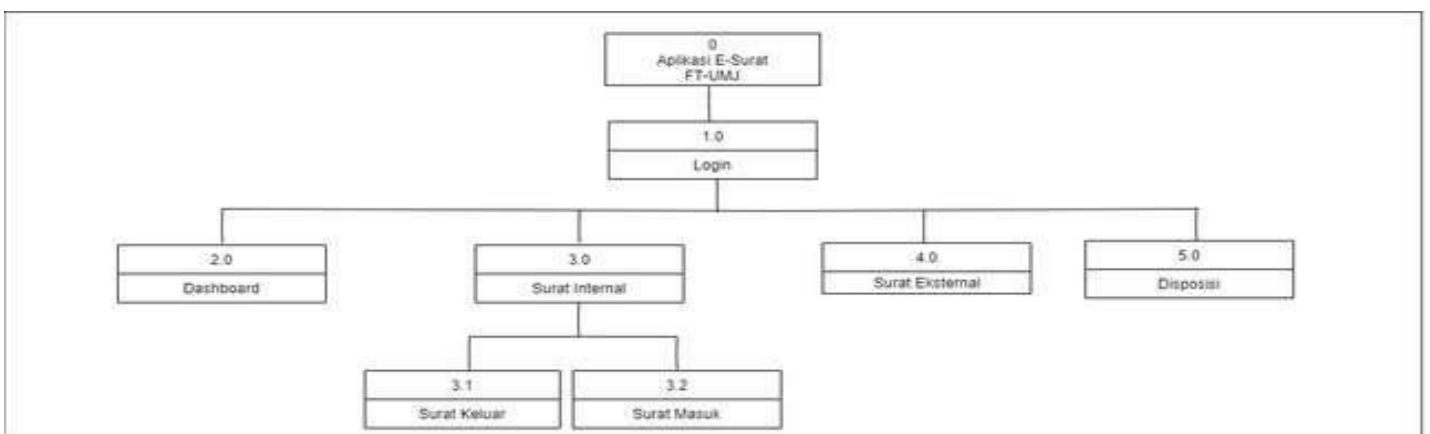 0
Aplikasi E-Surat
FT-UMJ
1.0
Login
2.0
Dashboard
3.0
Surat Internal
4.0
Surat Eksternal
5.0
Disposisi
3.1
Surat Keluar
3.2
Surat Masuk